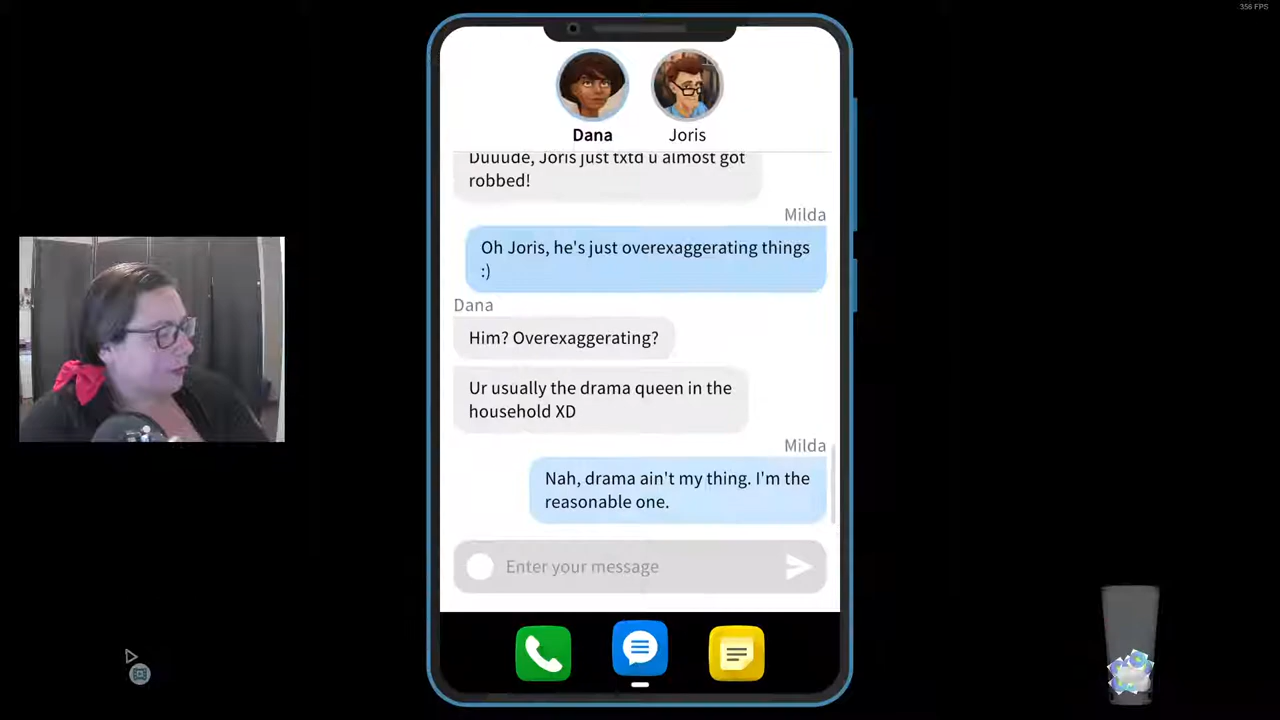 356 FPS
Dana
Joris
Duuude, Joris just txtd u almost got
robbed!
Milda
Oh Joris, he's just overexaggerating things
:)
Dana
Him? Overexaggerating?
Ur usually the drama queen in the
household XD
Milda
Nah, drama ain't my thing. I'm the
reasonable one.
Enter your message